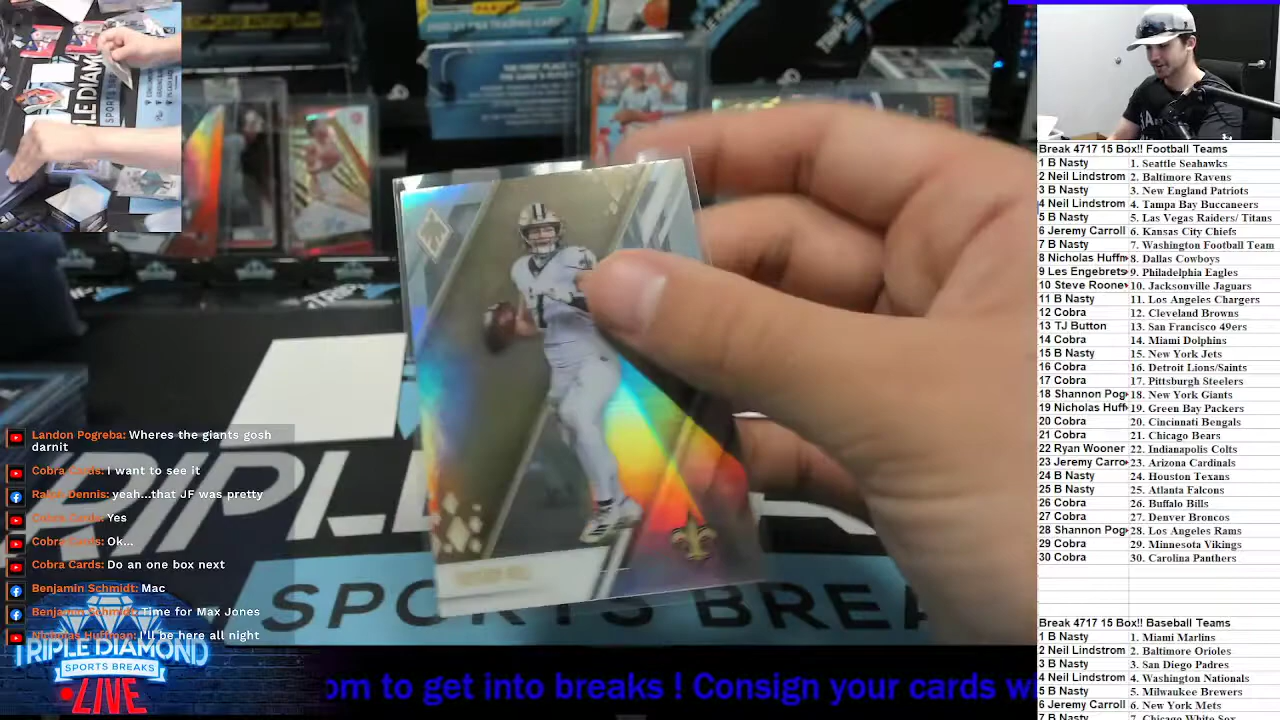 Break 4717 15 Box!! Football Teams
1 B Nasty 1. Seattle Seahawks
2 Neil Lindstrom 2. Baltimore Ravens
3 B Nasty 3. New England Patriots
4 Neil Lindstrom 4. Tampa Bay Buccaneers
5 B Nasty 5. Las Vegas Raiders/ Titans
6 Jeremy Carroll 6. Kansas City Chiefs
7 B Nasty 7. Washington Football Team
8 Nicholas Huffm 8. Dallas Cowboys
9 Les Engebrets 9. Philadelphia Eagles
10 Steve Roone 10. Jacksonville Jaguars
11 B Nasty 11. Los Angeles Chargers
12 Cobra 12. Cleveland Browns
13 TJ Button 13. San Francisco 49ers
14 Cobra 14. Miami Dolphins
15 B Nasty 15. New York Jets
16 Cobra 16. Detroit Lions/Saints
17 Cobra 17. Pittsburgh Steelers
18 Shannon Pog 18. New York Giants
19 Nicholas Huff 19. Green Bay Packers
20 Cobra 20. Cincinnati Bengals
21 Cobra 21. Chicago Bears
22 Ryan Wooner 22. Indianapolis Colts
23 Jeremy Carro 23. Arizona Cardinals
24 B Nasty 24. Houston Texans
25 B Nasty 25. Atlanta Falcons
26 Cobra 26. Buffalo Bills
27 Cobra 27. Denver Broncos
28 Shannon Pog 28. Los Angeles Rams
29 Cobra 29. Minnesota Vikings
30 Cobra 30. Carolina Panthers
Break 4717 15 Box!! Baseball Teams
1 B Nasty 1. Miami Marlins
2 Neil Lindstrom 2. Baltimore Orioles
3 B Nasty 3. San Diego Padres
4 Neil Lindstrom 4. Washington Nationals
5 B Nasty 5. Milwaukee Brewers
6 Jeremy Carroll 6. New York Mets
7 B Nasty 7. Chicago White Sox
Landon Pogreba: Wheres the giants gosh
darnit
Cobra Cards: I want to see it
Ralph Dennis: yeah...that JF was pretty
Cobra Cards: Yes
Cobra Cards: Ok...
Cobra Cards: Do an one box next
Benjamin Schmidt: Mac
Benjamin Schmidt: Time for Max Jones
Nicholas Huffman: I'll be here all night
TRIPLE DIAMOND
SPORTS BREAKS
LIVE
TRIPLE
SPORTS BREA
om to get into breaks ! Consign your cards w